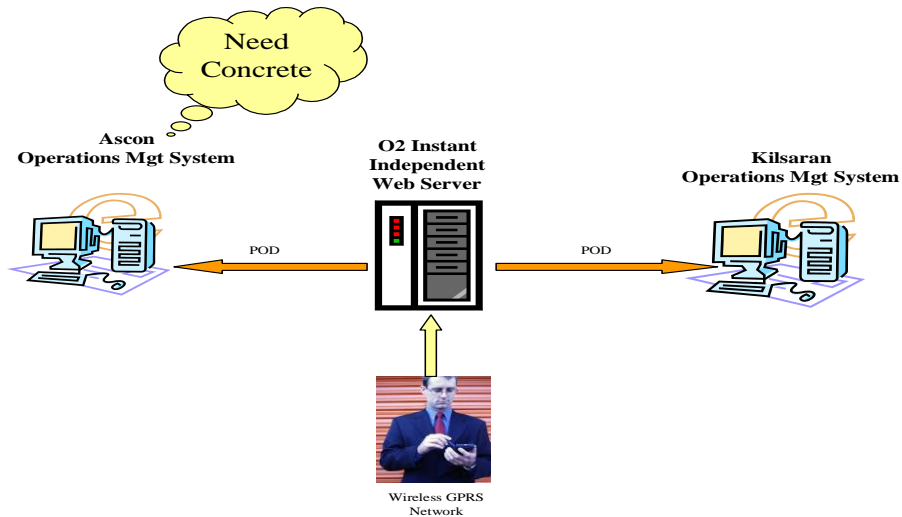 Need
Concrete
Ascon
Operations Mgt System
O2 Instant
Independent
Web Server
Kilsaran
Operations Mgt System
POD
POD
Wireless GPRS
Network